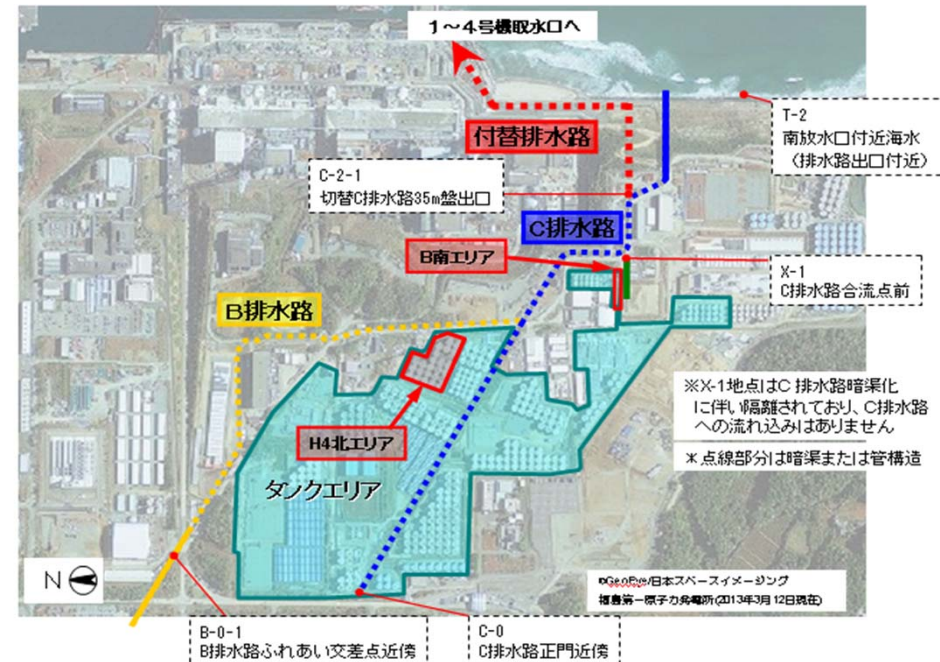 1～4号機取水口へ
付替排水路
T-2
南放水口付近海水
（排水路出口付近）
C-2-1
切替C排水路35m盤出口
C排水路
B南エリア
X-1
C排水路合流点前
B排水路
※X-1地点はC 排水路暗渠化
に伴い隔離されており、C排水路
への流れ込みはありません
H4北エリア
＊点線部分は暗渠または管構造
タンクエリア
N
©GeoEye/日本スペースイメージング
福島第一原子力発電所(2013年3月12日現在)
B-0-1
B排水路ふれあい交差点近傍
C-0
C排水路正門近傍